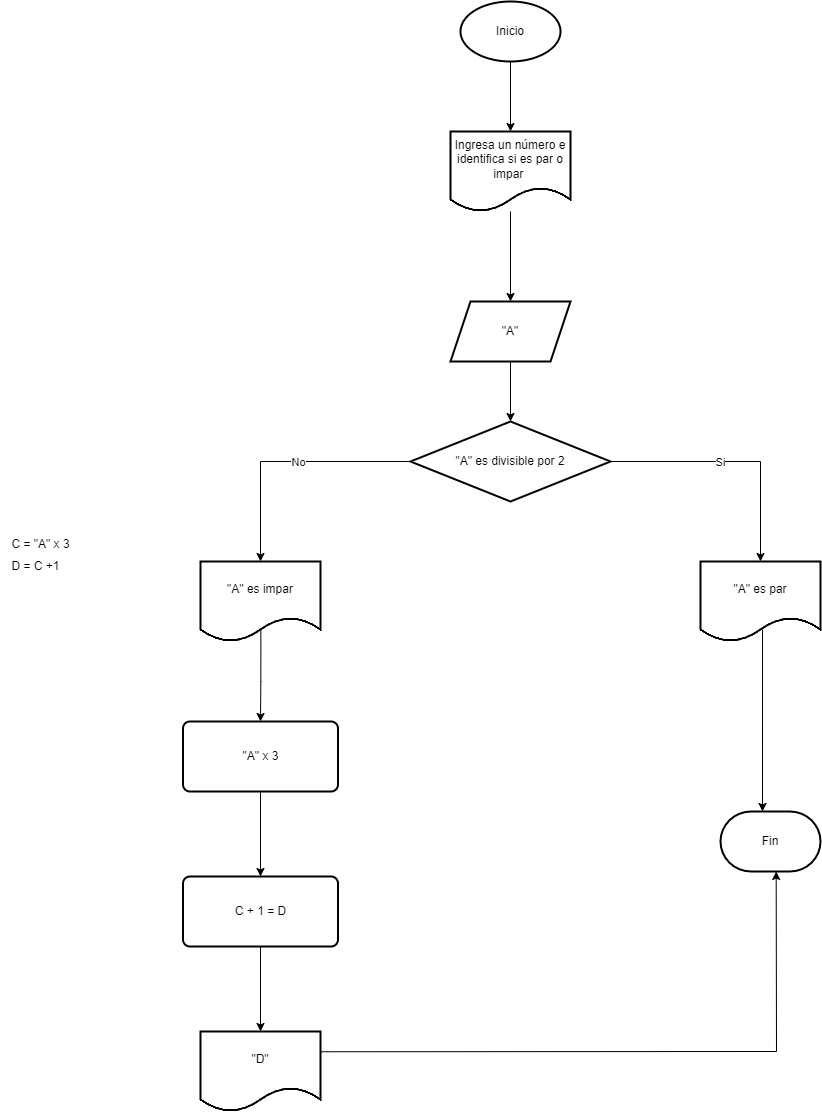 Inicio
Ingresa un número e
identifica si es par o
impar
"A"
"A" es divisible por 2
No
Si
C = "A" x 3
D = C +1
"A" es impar
"A" es par
"A" x 3
Fin
C + 1 = D
"D"